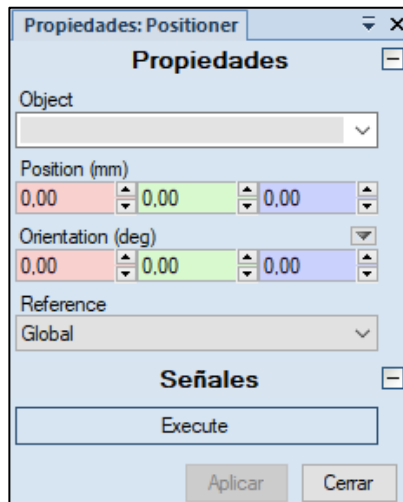 Propiedades: Positioner
Propiedades
Object
Position (mm)
0,00 0,00 0,00
Orientation (deg)
0,00 0,00 0,00
Reference
Global
Señales
Execute
Aplicar Cerrar